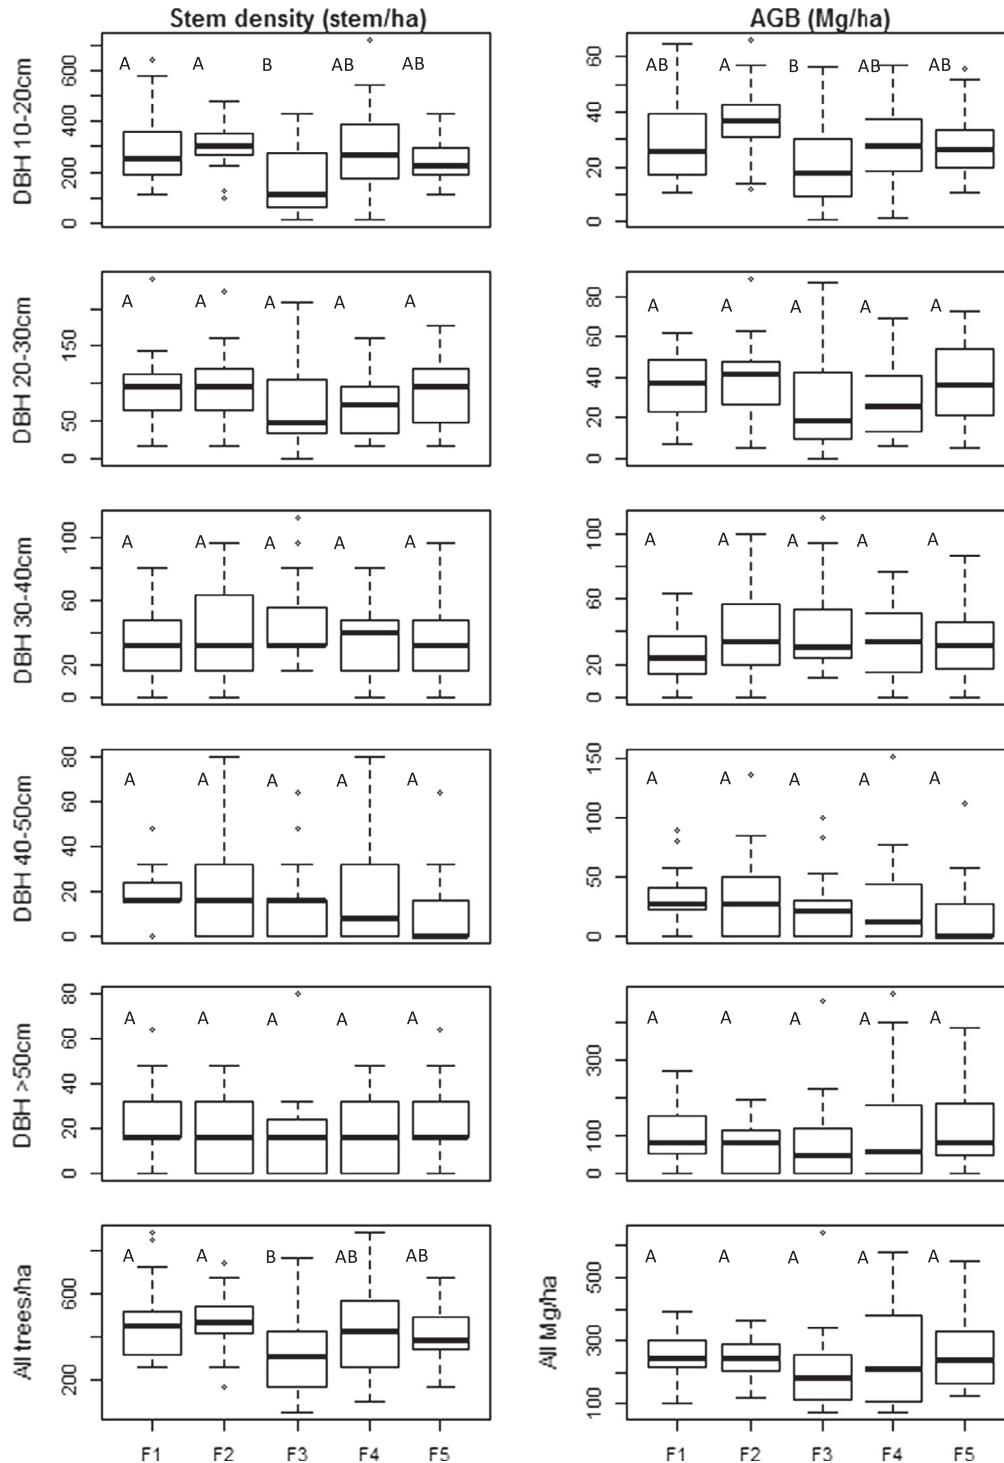 Stem density (stem/ha) AGB (Mg/ha)
DBH 10-20cm
0 200 400 600
A A B AB AB
0 20 40 60
AB A B AB AB
DBH 20-30cm
0 50 150
A A A A A
0 20 40 60 80
A A A A A
DBH 30-40cm
0 20 60 100
A A A A A
0 20 60 100
A A A A A
DBH 40-50cm
0 20 40 60 80
A A A A A
0 50 100 150
A A A A A
DBH >50cm
0 20 40 60 80
A A A A A
0 100 300
A A A A A
All trees/ha
200 600
A A B AB AB
All Mg/ha
100 300 500
A A A A A
F1 F2 F3 F4 F5
F1 F2 F3 F4 F5